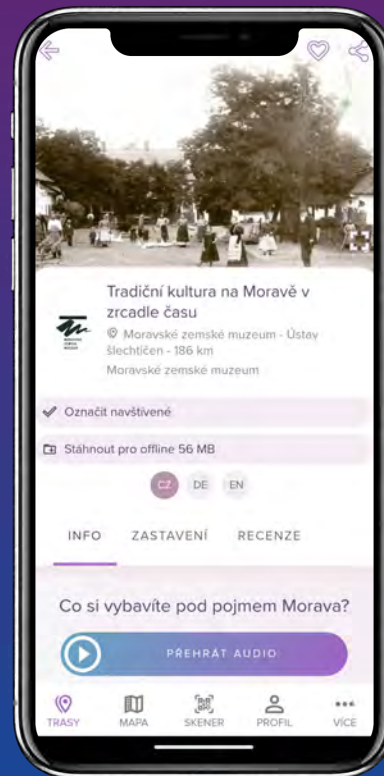 Tradiční kultura na Moravě v
zrcadle času
Moravské zemské muzeum - Ústav
šlechtičen - 186 km
Moravské zemské muzeum
Označit navštívené
Stáhnout pro offline 56 MB
CZ DE EN
INFO ZASTAVENÍ RECENZE
Co si vybavíte pod pojmem Morava?
PŘEHRÁT AUDIO
TRASY MAPA SKENER PROFIL VÍCE